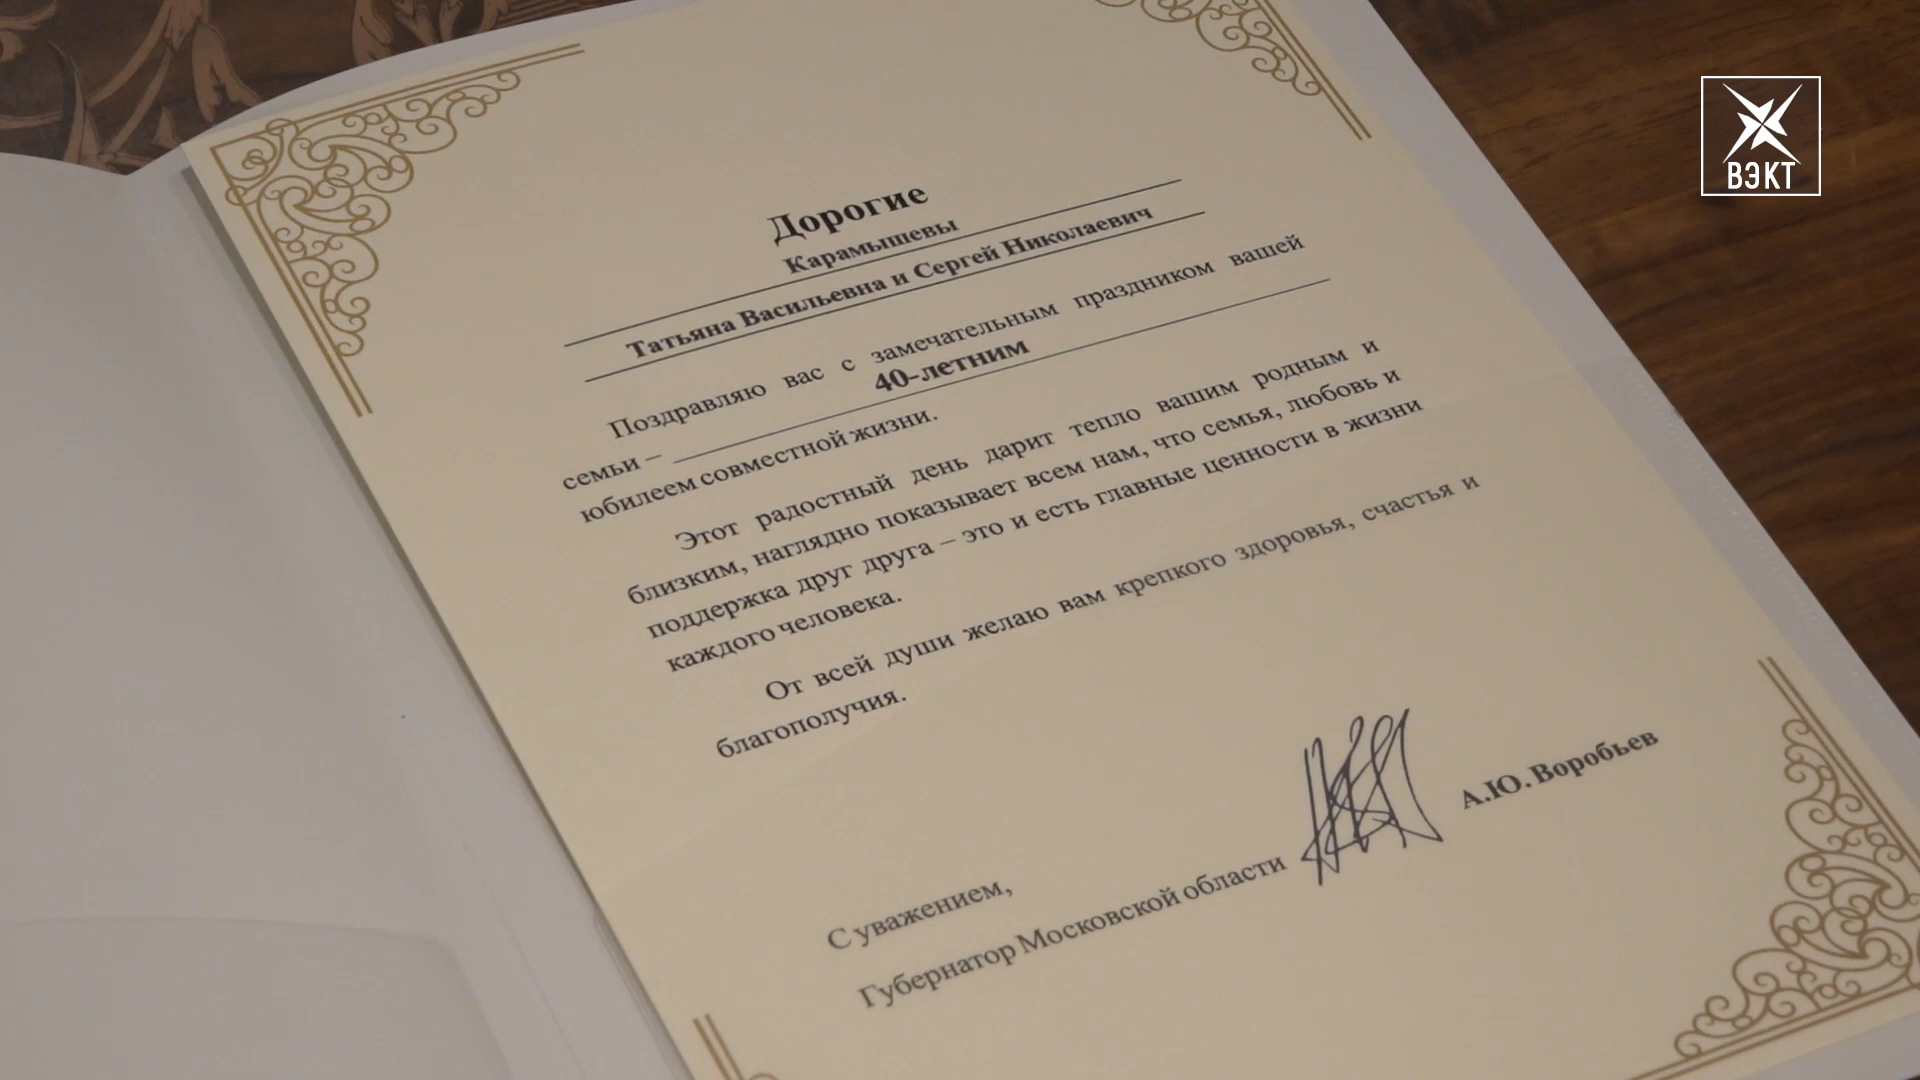 ВЭКТ
Дорогие
Карамышевы
Татьяна Васильевна и Сергей Николаевич
Поздравляю вас с замечательным праздником вашей
семьи – 40-летним
юбилеем совместной жизни.
Этот радостный день дарит тепло вашим родным и
близким, наглядно показывает всем нам, что семья, любовь и
поддержка друг друга – это и есть главные ценности в жизни
каждого человека.
От всей души желаю вам крепкого здоровья, счастья и
благополучия.
С уважением,
Губернатор Московской области А.Ю. Воробьев